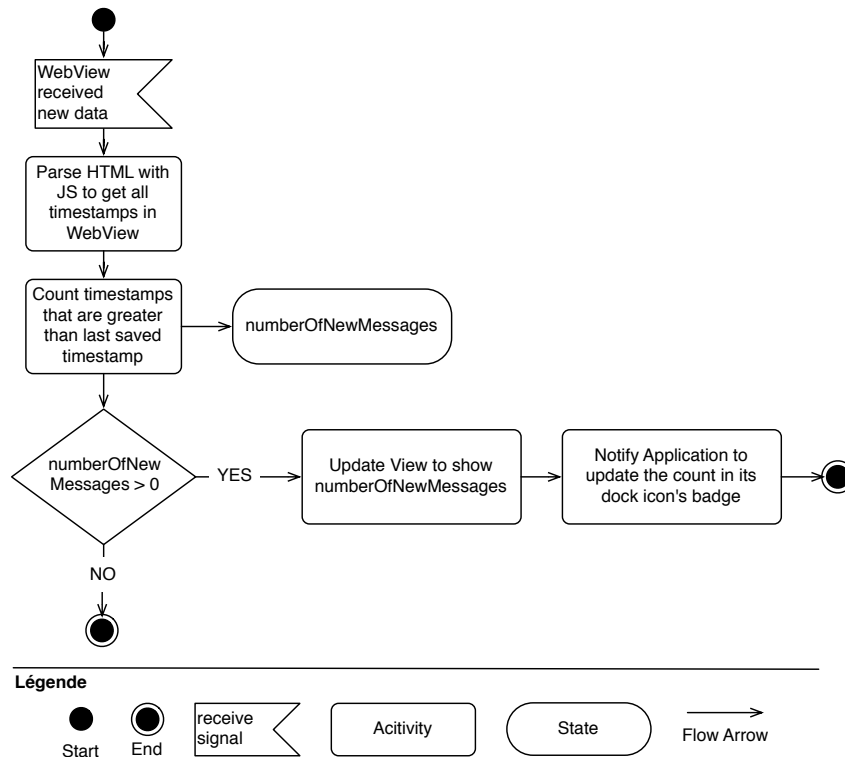 WebView
received
new data
Parse HTML with
JS to get all
timestamps in
WebView
Count timestamps
that are greater
than last saved
timestamp
numberOfNewMessages
numberOfNew
Messages > 0
YES
Update View to show
numberOfNewMessages
Notify Application to
update the count in its
dock icon's badge
NO
Légende
Start
End
receive
signal
Acitivity
State
Flow Arrow